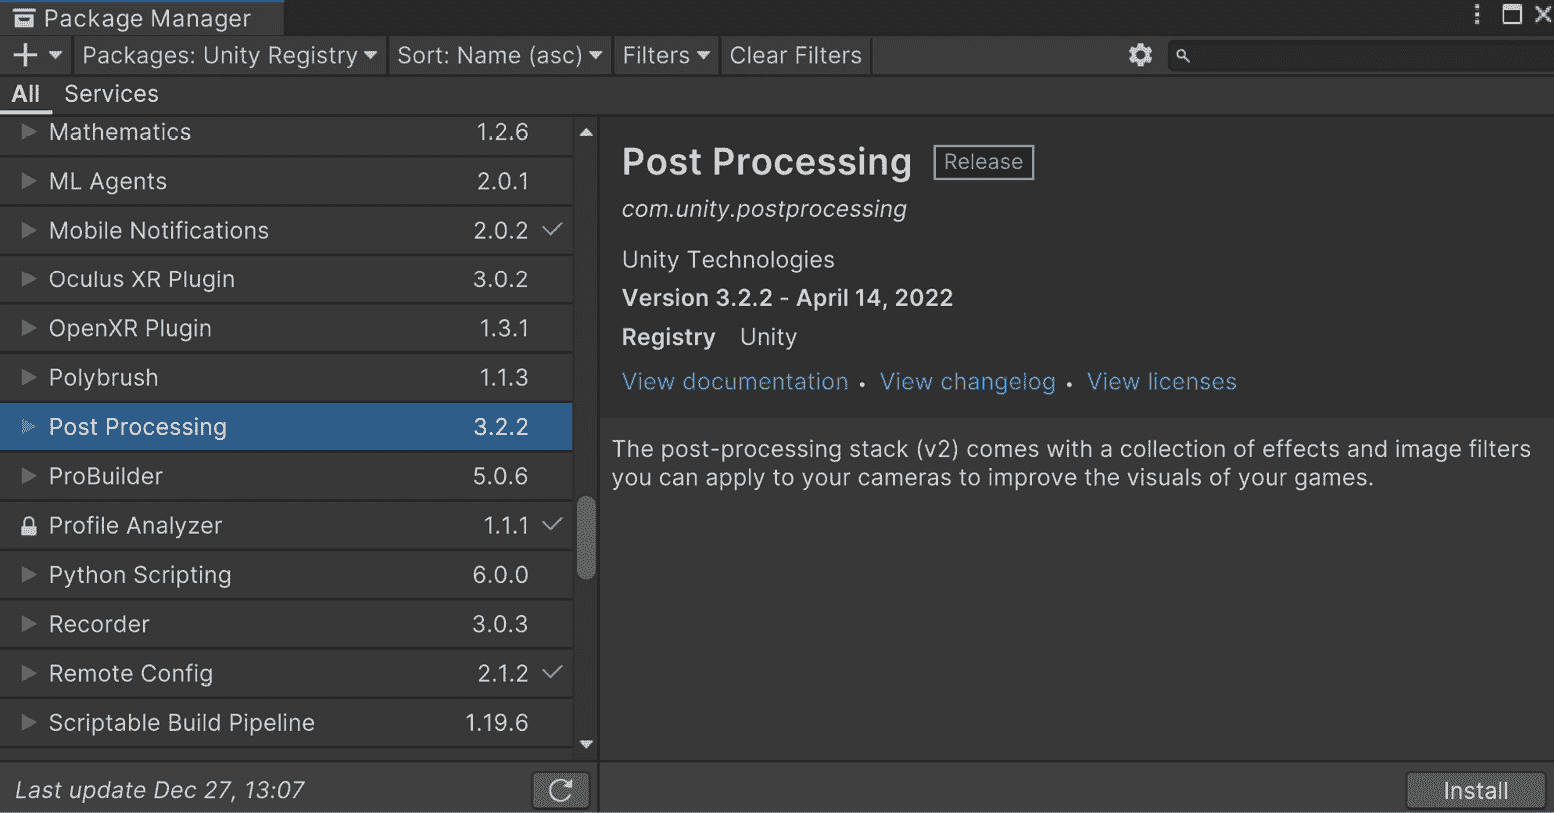 Package Manager
Packages: Unity Registry Sort: Name (asc) Filters Clear Filters
All Services
Mathematics 1.2.6
ML Agents 2.0.1
Mobile Notifications 2.0.2
Oculus XR Plugin 3.0.2
OpenXR Plugin 1.3.1
Polybrush 1.1.3
Post Processing 3.2.2
ProBuilder 5.0.6
Profile Analyzer 1.1.1
Python Scripting 6.0.0
Recorder 3.0.3
Remote Config 2.1.2
Scriptable Build Pipeline 1.19.6
Last update Dec 27, 13:07
Post Processing Release
com.unity.postprocessing
Unity Technologies
Version 3.2.2 - April 14, 2022
Registry Unity
View documentation • View changelog • View licenses
The post-processing stack (v2) comes with a collection of effects and image filters
you can apply to your cameras to improve the visuals of your games.
Install